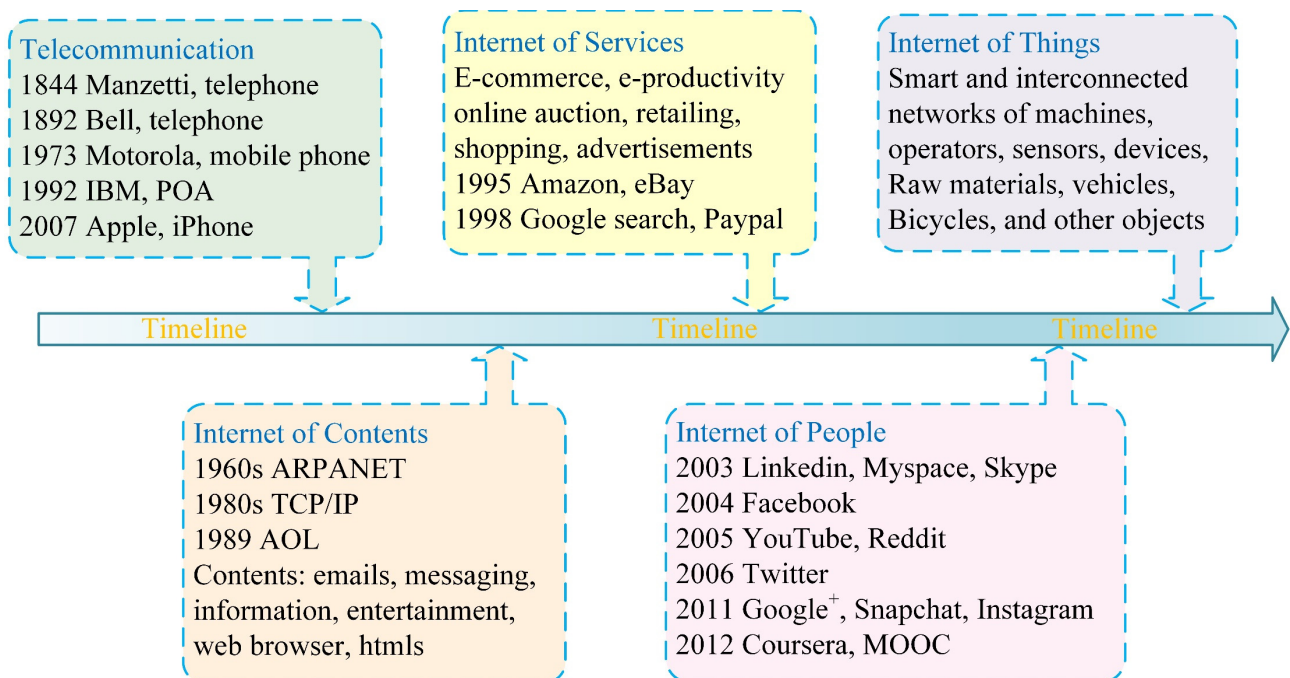 Telecommunication
1844 Manzetti, telephone
1892 Bell, telephone
1973 Motorola, mobile phone
1992 IBM, POA
2007 Apple, iPhone
Internet of Services
E-commerce, e-productivity
online auction, retailing,
shopping, advertisements
1995 Amazon, eBay
1998 Google search, Paypal
Internet of Things
Smart and interconnected
networks of machines,
operators, sensors, devices,
Raw materials, vehicles,
Bicycles, and other objects
Timeline
Timeline
Timeline
Internet of Contents
1960s ARPANET
1980s TCP/IP
1989 AOL
Contents: emails, messaging,
information, entertainment,
web browser, htmls
Internet of People
2003 Linkedin, Myspace, Skype
2004 Facebook
2005 YouTube, Reddit
2006 Twitter
2011 Google+, Snapchat, Instagram
2012 Coursera, MOOC